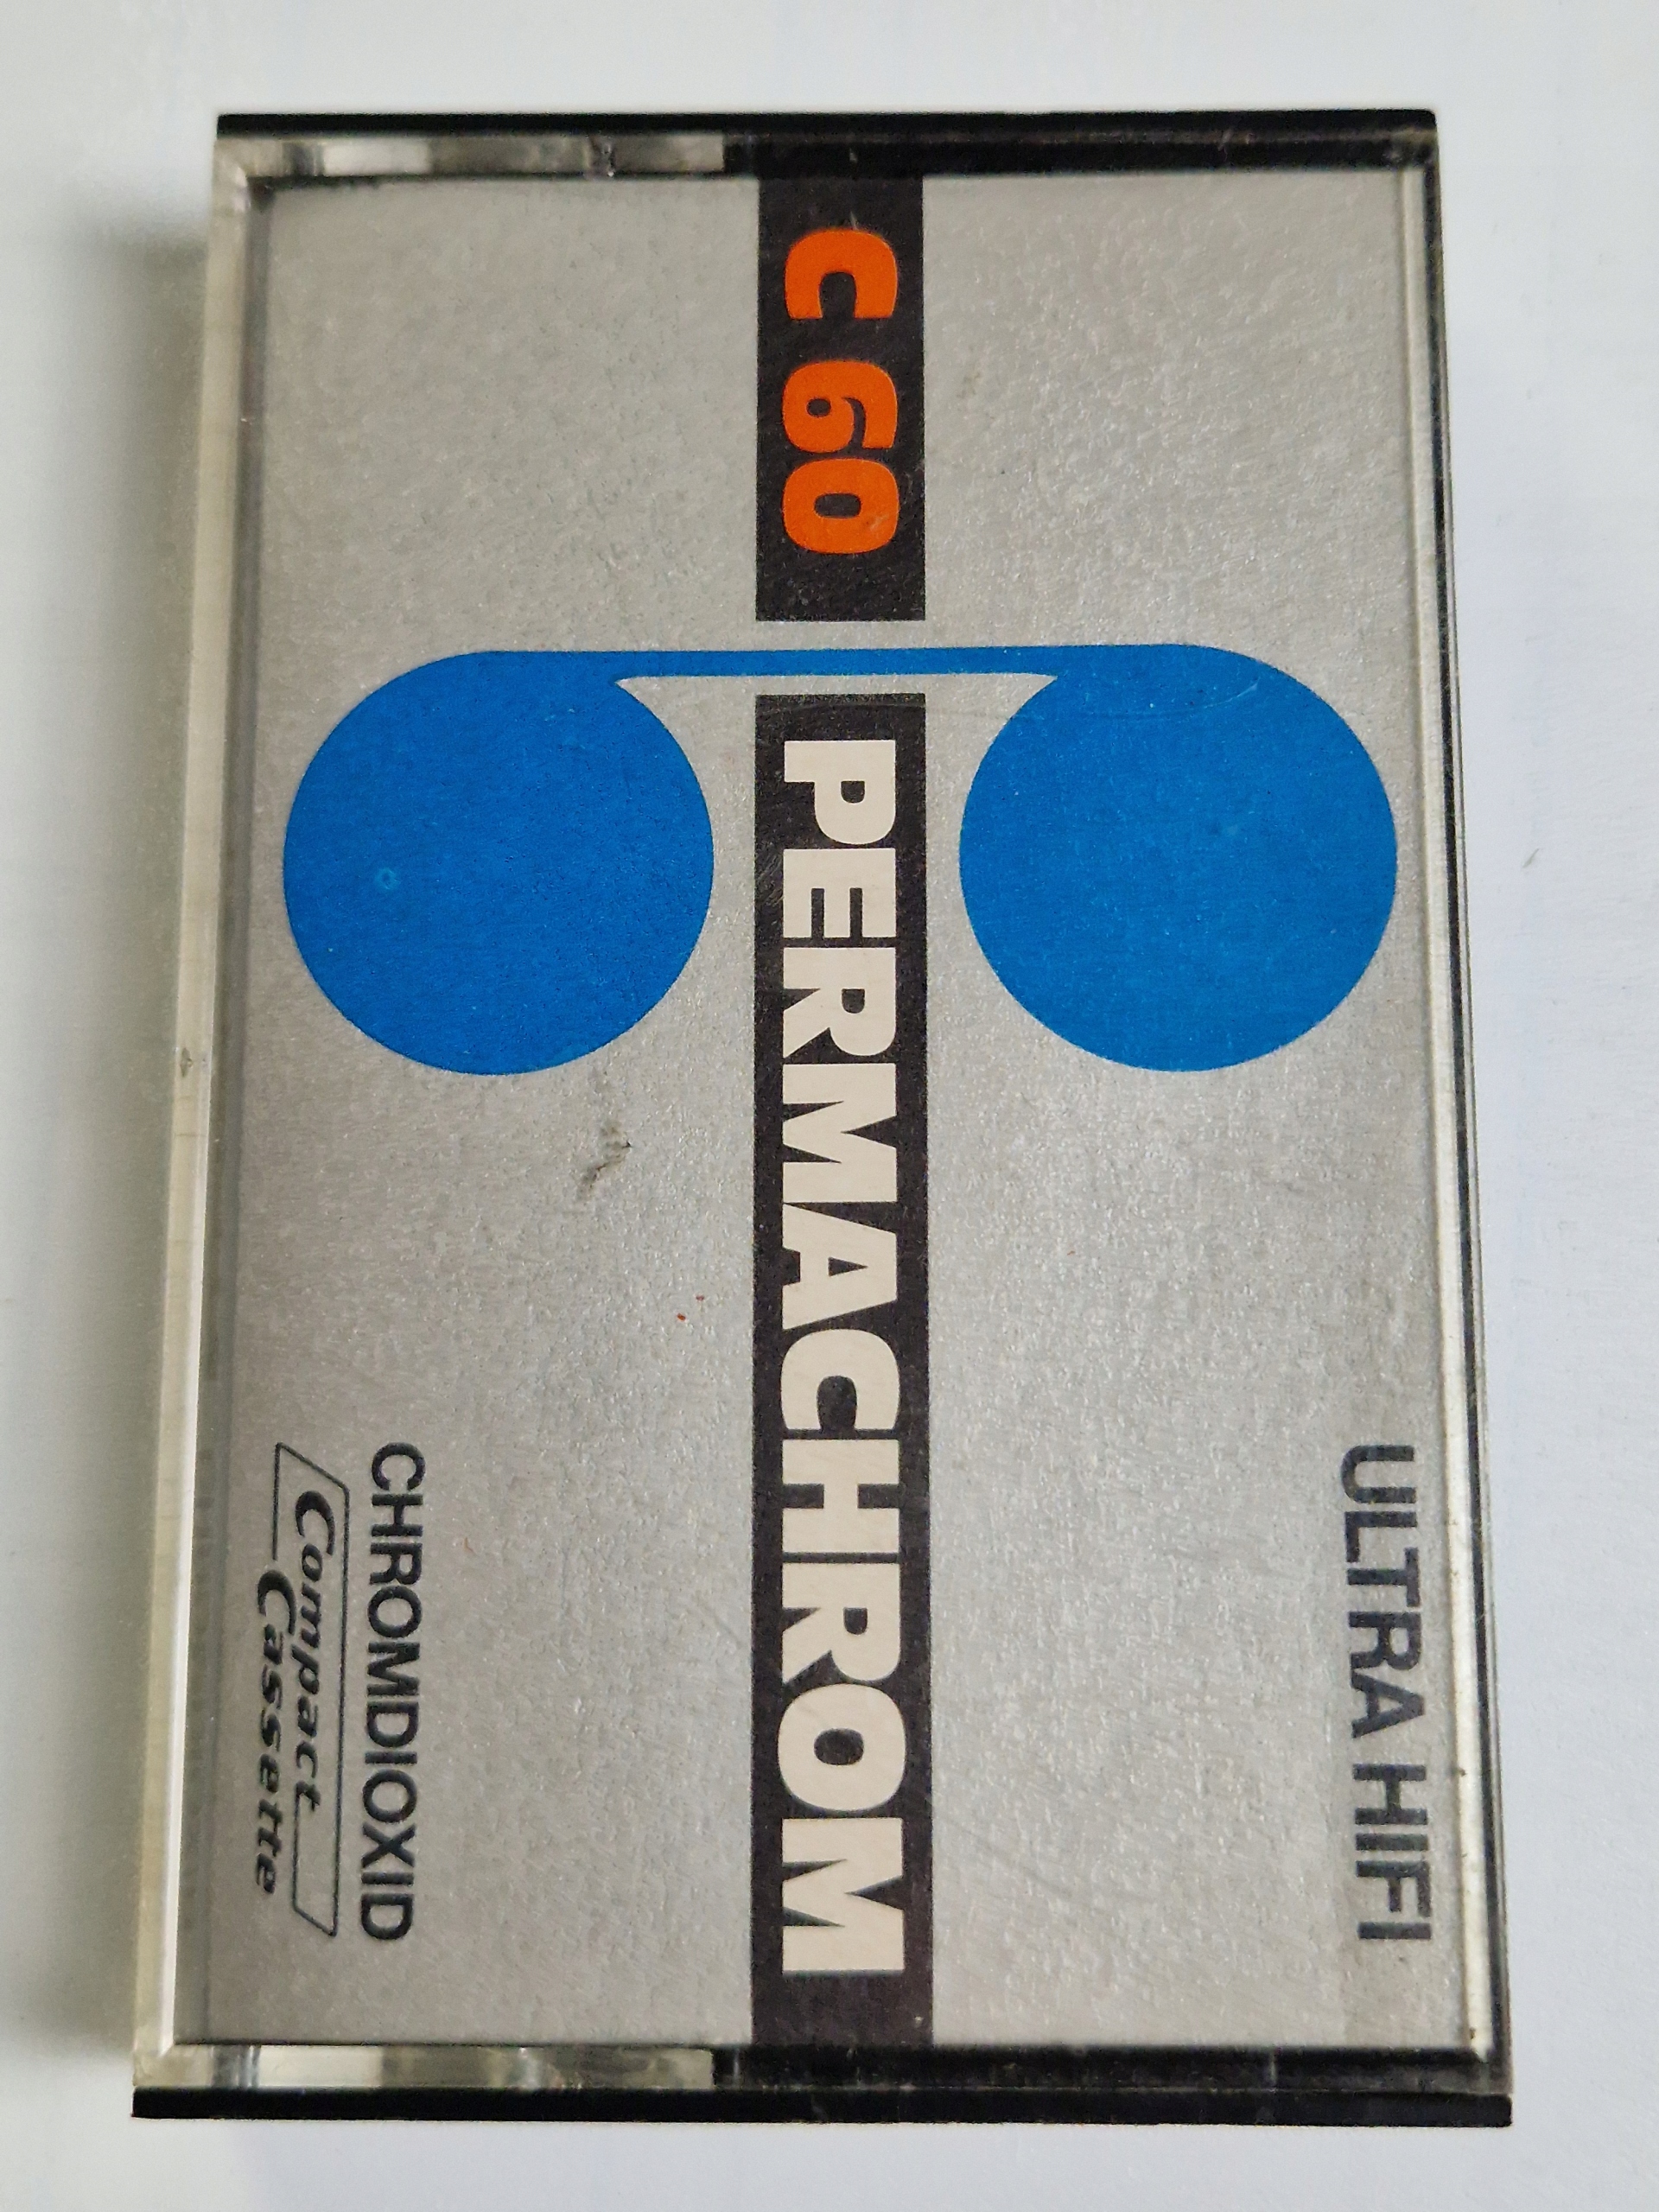 ULTRA HIFI
C 60 PERMACHROM
CHROMDIOXID
Compact
Cassette